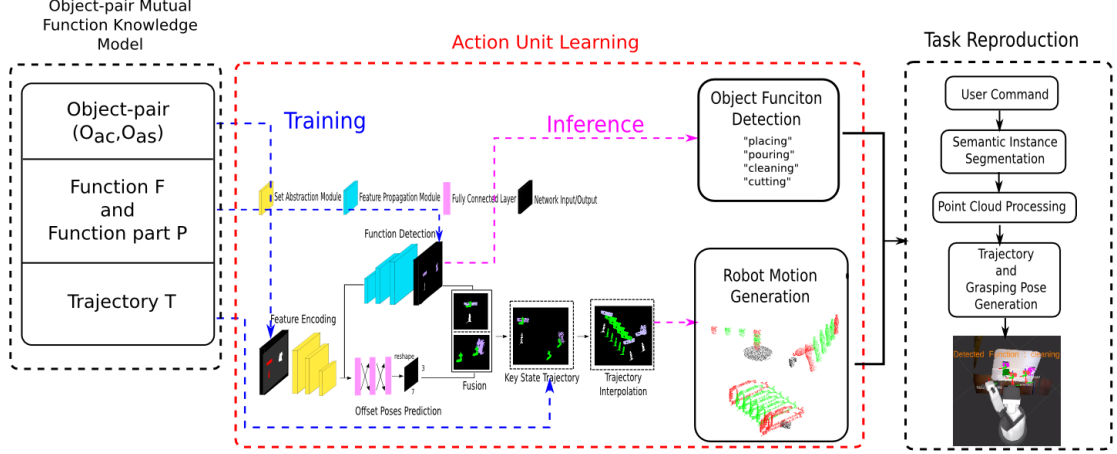 Object-pair Mutual
Function Knowledge
Model
Object-pair
(Oac,Oas)
Function F
and
Function part P
Trajectory T
Action Unit Learning
Training
Inference
Set Abstraction Module
Feature Propagation Module
Fully Connected Layer
Network Input/Output
Function Detection
Feature Encoding
reshape
3
7
Offset Poses Prediction
Fusion
Key State Trajectory
Trajectory
Interpolation
Object Funciton
Detection
"placing"
"pouring"
"cleaning"
"cutting"
Robot Motion
Generation
Task Reproduction
User Command
Semantic Instance
Segmentation
Point Cloud Processing
Trajectory
and
Grasping Pose
Generation
Detected Function : cleaning